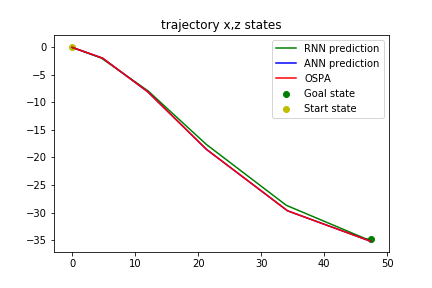 trajectory x,z states
RNN prediction
ANN prediction
OSPA
Goal state
Start state
0
−5
−10
−15
−20
−25
−30
−35
0 10 20 30 40 50